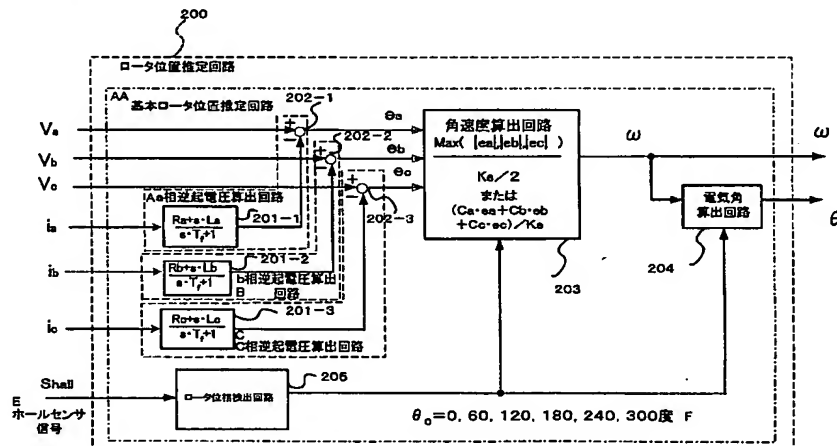 200
ロータ位置推定回路
AA
基本ロータ位置推定回路
202-1
Va
ea
Vb
202-2
eb
Vc
ec
202-3
角速度算出回路
Max( |ea|,|eb|,|ec| )
Ke/2
または
(Ca·ea+Cb·eb
+Cc·ec)/Ke
203
ω
ω
電気角
算出回路
204
θ
Aa相逆起電圧算出回路
201-1
ia
Ra+s·La
s·Tf+1
201-2
ib
Rb+s·Lb
s·Tf+1
b相逆起電圧算出
B 回路
201-3
ic
Rc+s·Lc
s·Tf+1
C
C相逆起電圧算出回路
Shall
E
ホールセンサ
信号
ロータ位相検出回路
205
θo=0, 60, 120, 180, 240, 300度 F